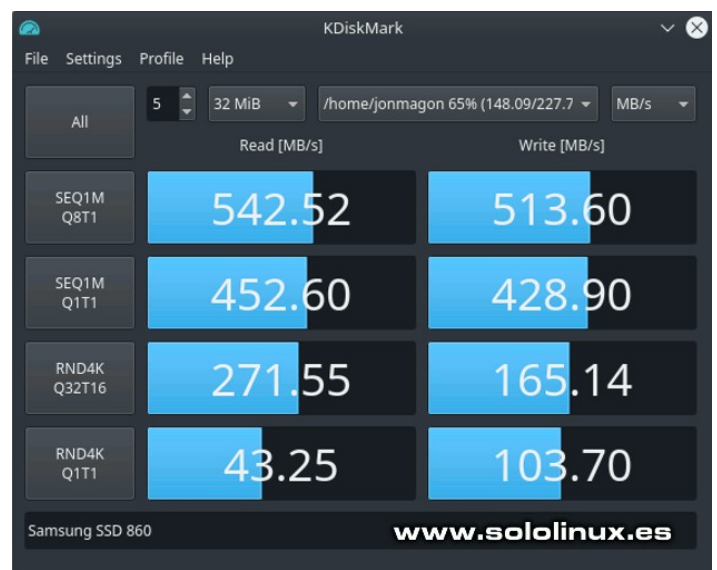 KDiskMark
File Settings Profile Help
All
5 32 MiB /home/jonmagon 65% (148.09/227.7 MB/s
Read [MB/s] Write [MB/s]
SEQ1M
Q8T1
542.52 513.60
SEQ1M
Q1T1
452.60 428.90
RND4K
Q32T16
271.55 165.14
RND4K
Q1T1
43.25 103.70
Samsung SSD 860
www.sololinux.es